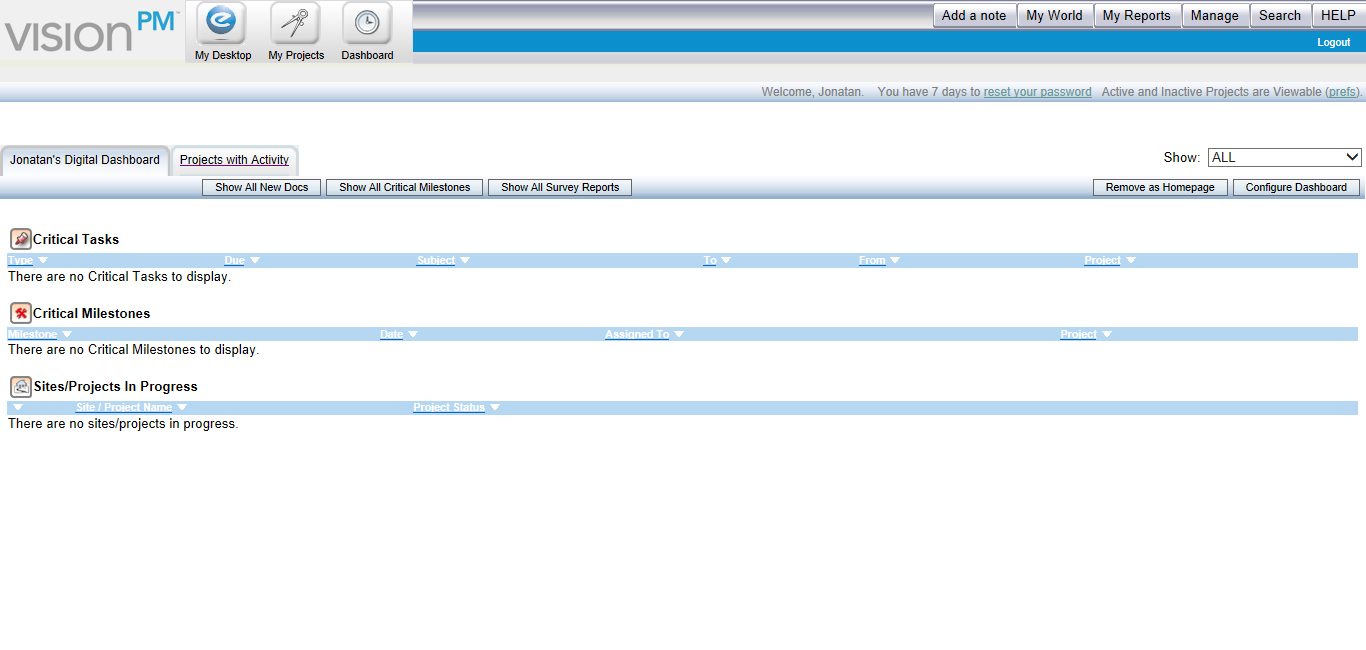 vision PM™
My Desktop My Projects Dashboard
Add a note My World My Reports Manage Search HELP
Logout
Welcome, Jonatan. You have 7 days to reset your password Active and Inactive Projects are Viewable (prefs).
Jonatan's Digital Dashboard Projects with Activity Show: ALL
Show All New Docs Show All Critical Milestones Show All Survey Reports Remove as Homepage Configure Dashboard
Critical Tasks
Type Due Subject To From Project
There are no Critical Tasks to display.
Critical Milestones
Milestone Date Assigned To Project
There are no Critical Milestones to display.
Sites/Projects In Progress
Site / Project Name Project Status
There are no sites/projects in progress.